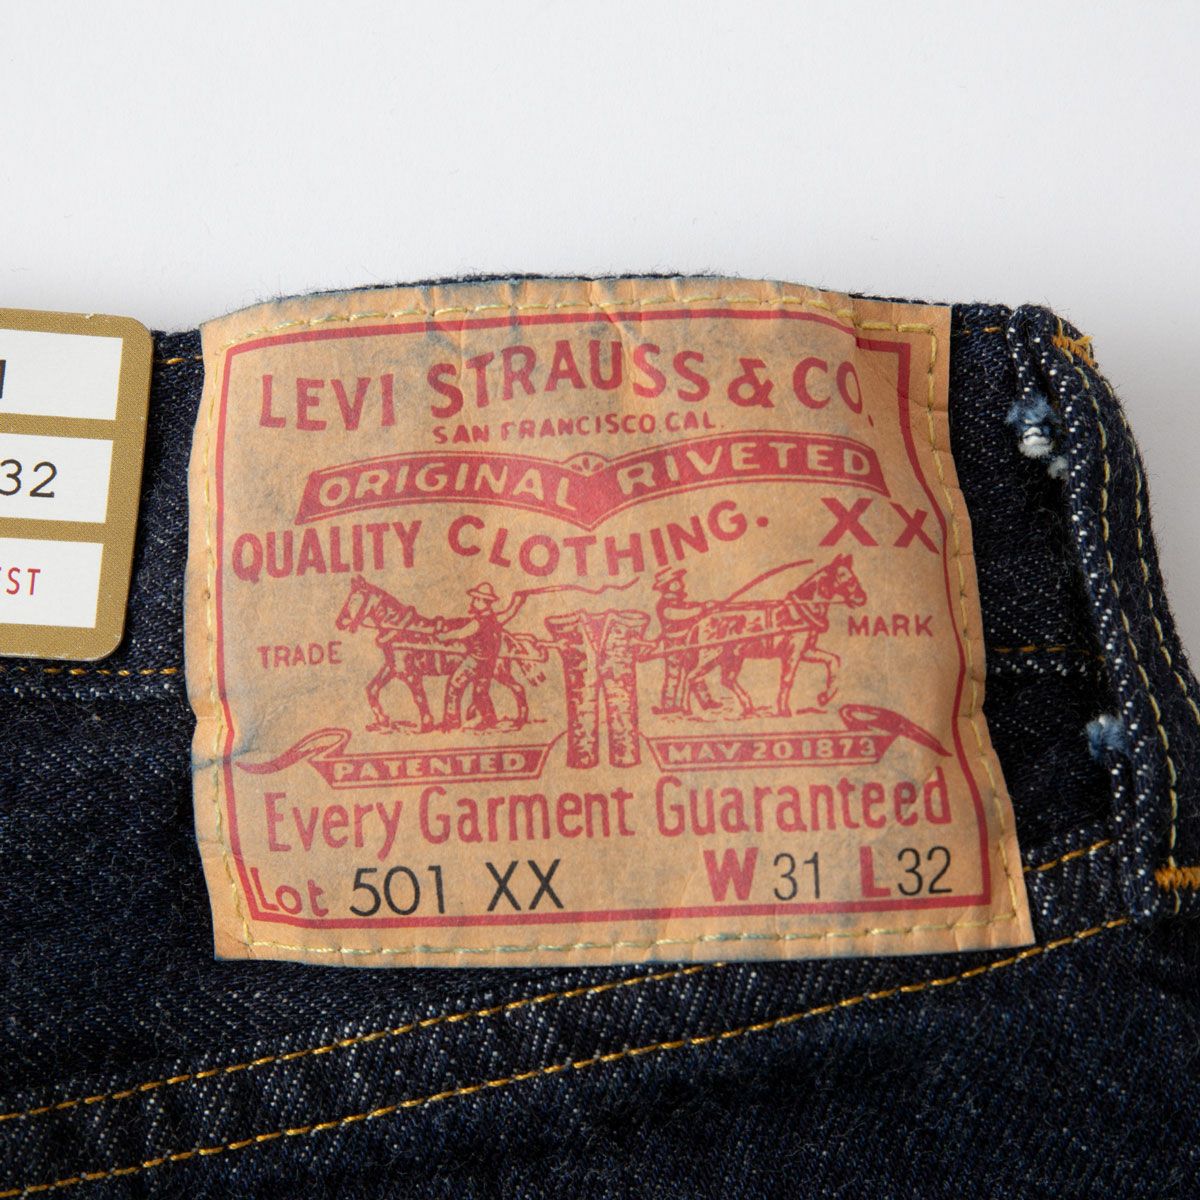 LEVI STRAUSS & CO.
SAN FRANCISCO.CAL.
ORIGINAL RIVETED
QUALITY CLOTHING. XX
TRADE MARK
PATENTED MAY 20 1873
Every Garment Guaranteed
Lot 501 XX W 31 L 32
32